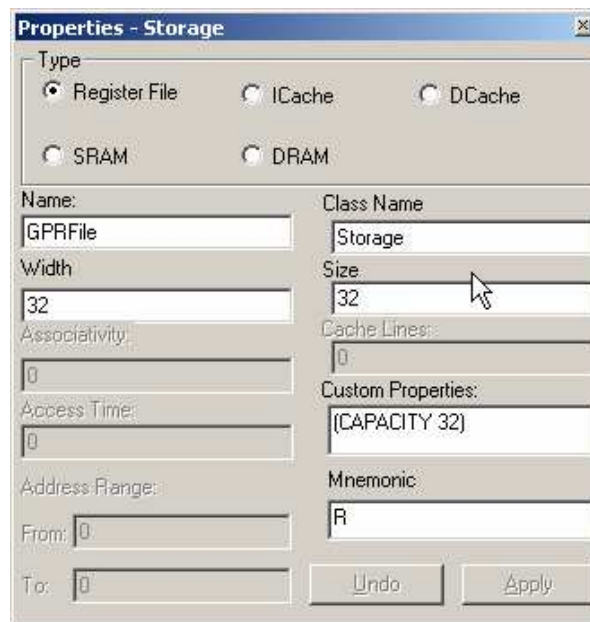 Properties - Storage
Type
Register File
ICache
DCache
SRAM
DRAM
Name:
GPRFile
Class Name
Storage
Width
32
Size
32
Associativity:
0
Cache Lines:
0
Access Time:
0
Custom Properties:
(CAPACITY 32)
Address Range:
From: 0
To: 0
Mnemonic
R
Undo
Apply